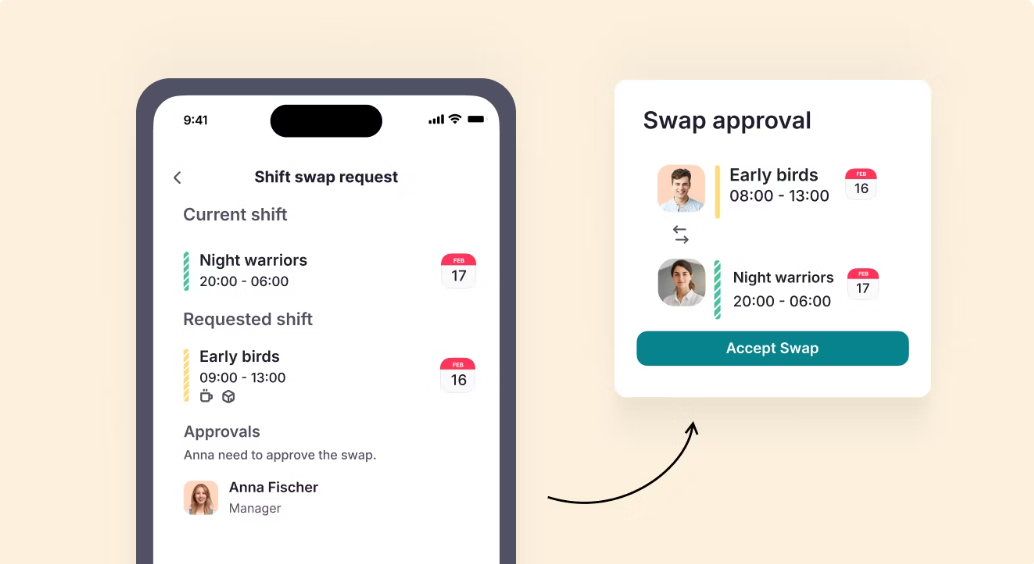 9:41
Shift swap request
Current shift
Night warriors
20:00 - 06:00
FEB
17
Requested shift
Early birds
09:00 - 13:00
FEB
16
Approvals
Anna need to approve the swap.
Anna Fischer
Manager
Swap approval
Early birds
08:00 - 13:00
FEB
16
Night warriors
20:00 - 06:00
FEB
17
Accept Swap